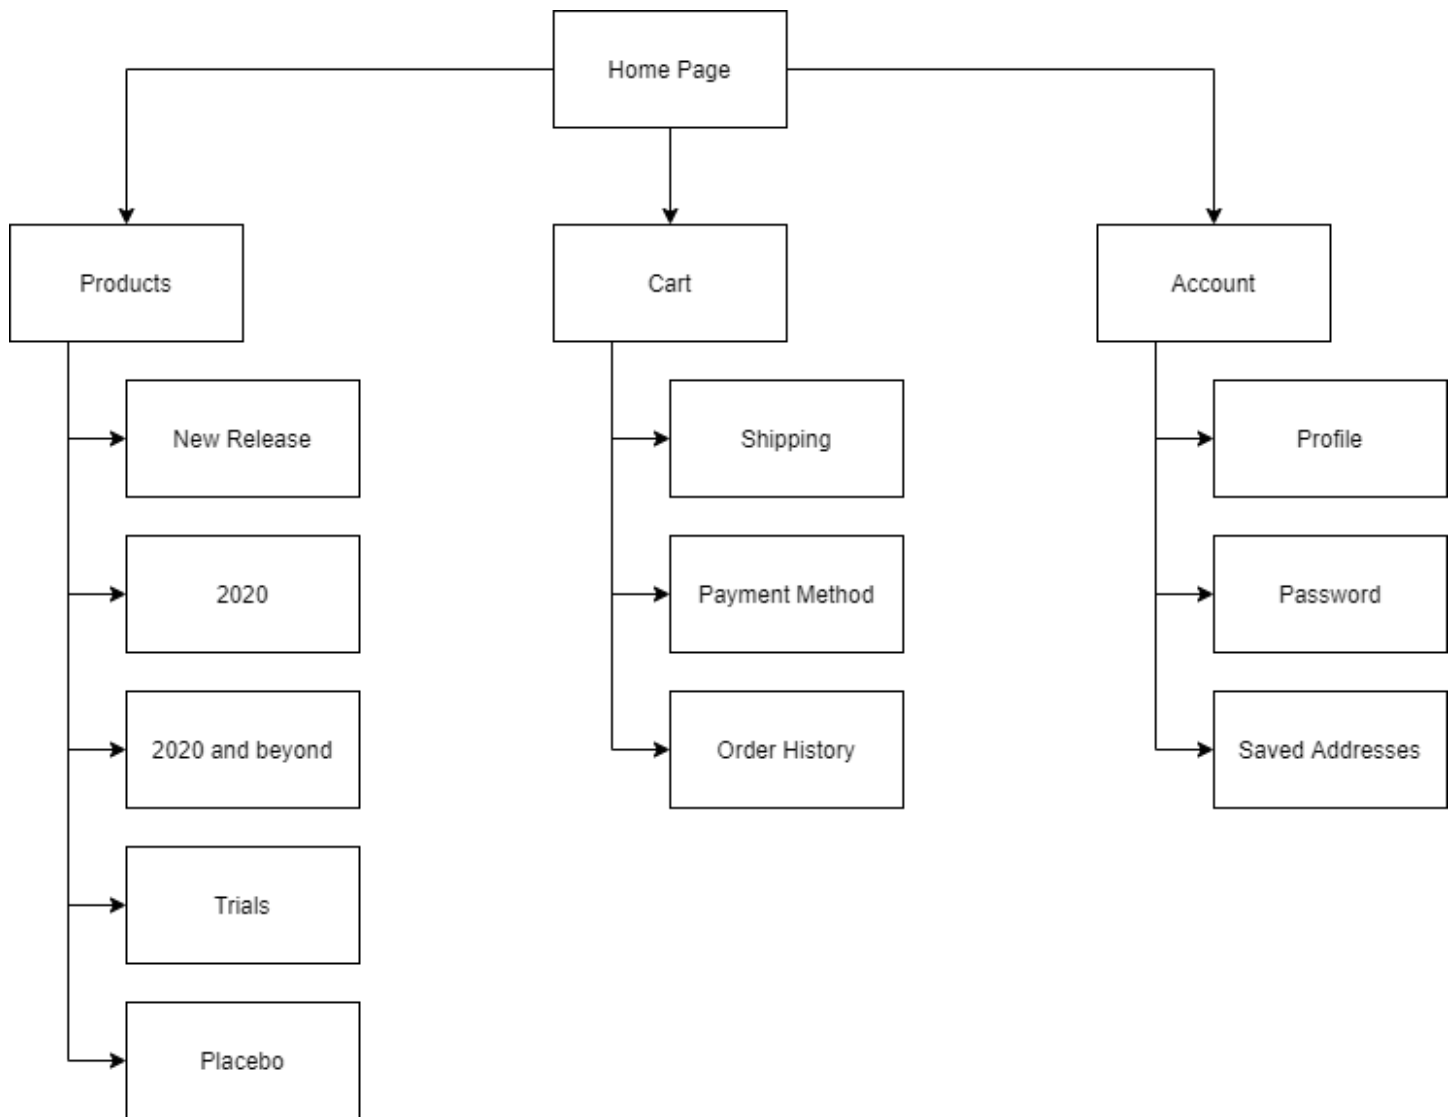 Home Page
Products
Cart
Account
New Release
Shipping
Profile
2020
Payment Method
Password
2020 and beyond
Order History
Saved Addresses
Trials
Placebo